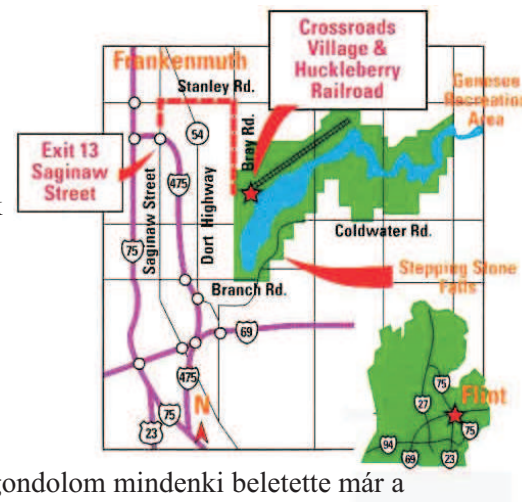 Crossroads
Village &
Huckleberry
Railroad
Frankenmuth
Stanley Rd.
Genesee
Recreation
Area
Exit 13
Saginaw
Street
54
Bray Rd.
475
Saginaw Street
Dort Highway
75
Coldwater Rd.
Stepping Stone
Falls
Branch Rd.
69
475
N
75
23
75
27
Flint
75
94
69
23
gondolom mindenki beletette már a